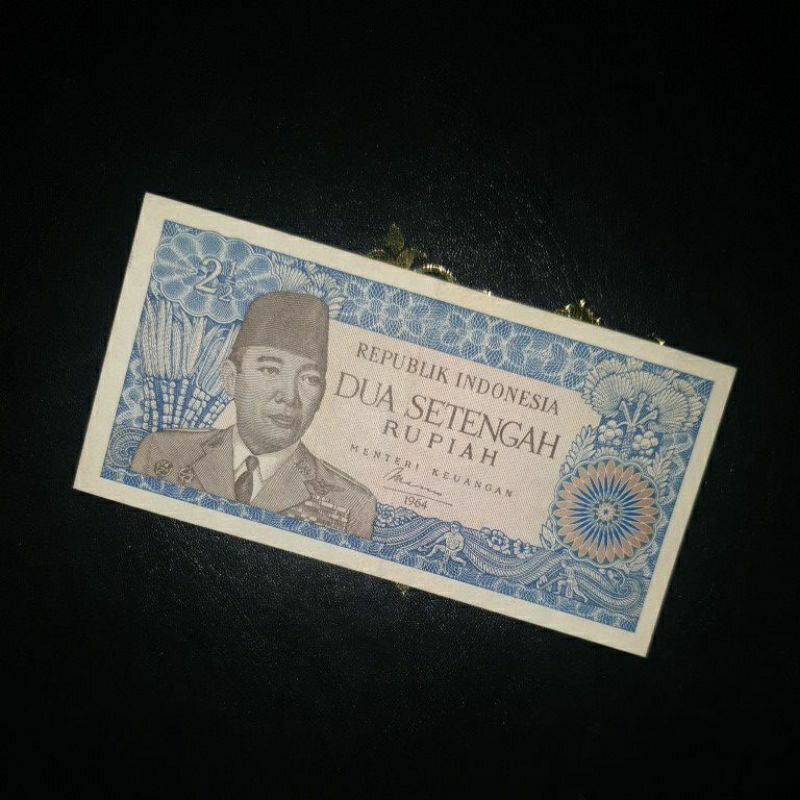 2½
REPUBLIK INDONESIA
DUA SETENGAH
RUPIAH
MENTERI KEUANGAN
1964